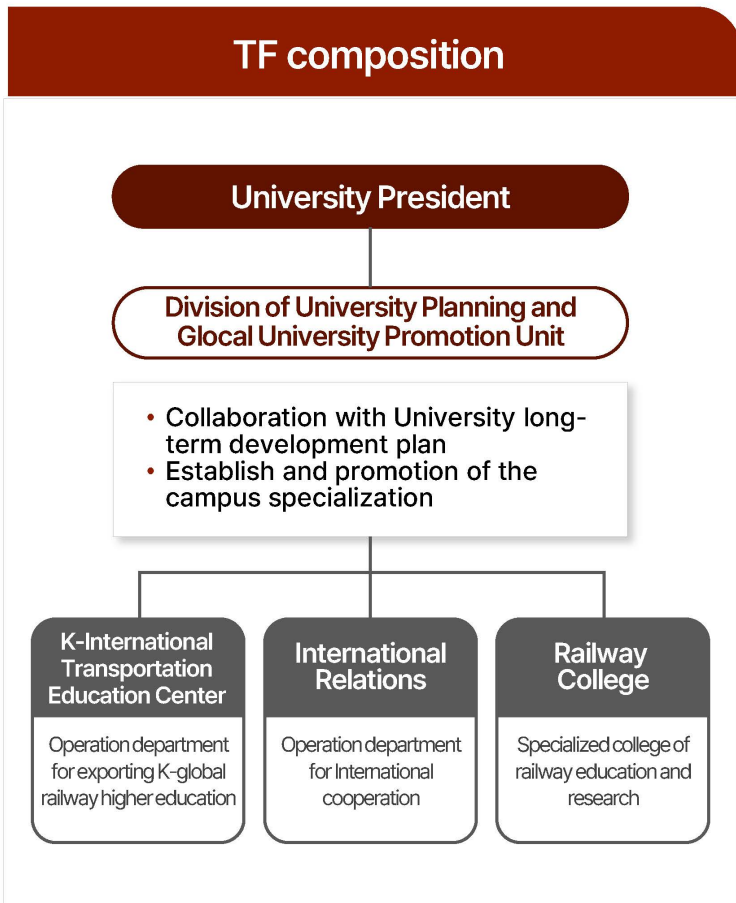 TF composition
University President
Division of University Planning and
Glocal University Promotion Unit
• Collaboration with University long-
term development plan
• Establish and promotion of the
campus specialization
K-International
Transportation
Education Center
Operation department
for exporting K-global
railway higher education
International
Relations
Operation department
for International
cooperation
Railway
College
Specialized college of
railway education and
research